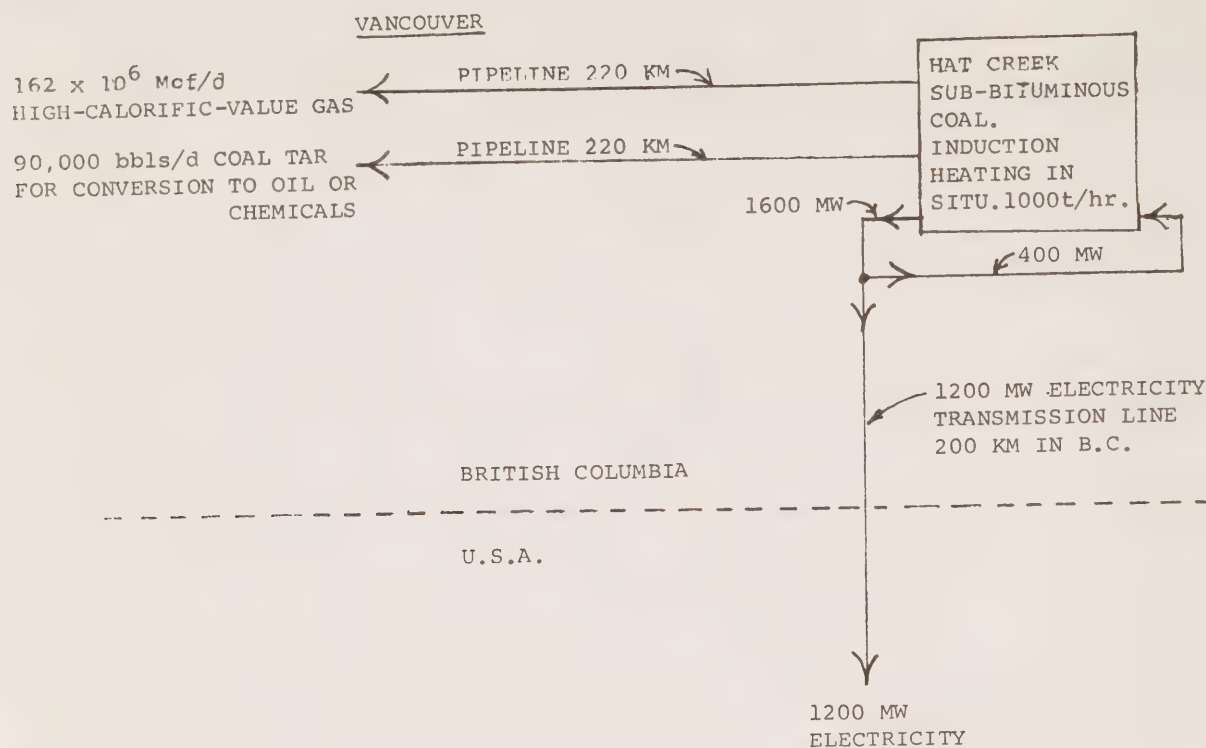 VANCOUVER
162 x 10⁶ Mcf/d
HIGH-CALORIFIC-VALUE GAS
PIPELINE 220 KM
90,000 bbls/d COAL TAR
FOR CONVERSION TO OIL OR
CHEMICALS
PIPELINE 220 KM
HAT CREEK
SUB-BITUMINOUS
COAL.
INDUCTION
HEATING IN
SITU.1000t/hr.
1600 MW
400 MW
1200 MW ELECTRICITY
TRANSMISSION LINE
200 KM IN B.C.
BRITISH COLUMBIA
U.S.A.
1200 MW
ELECTRICITY